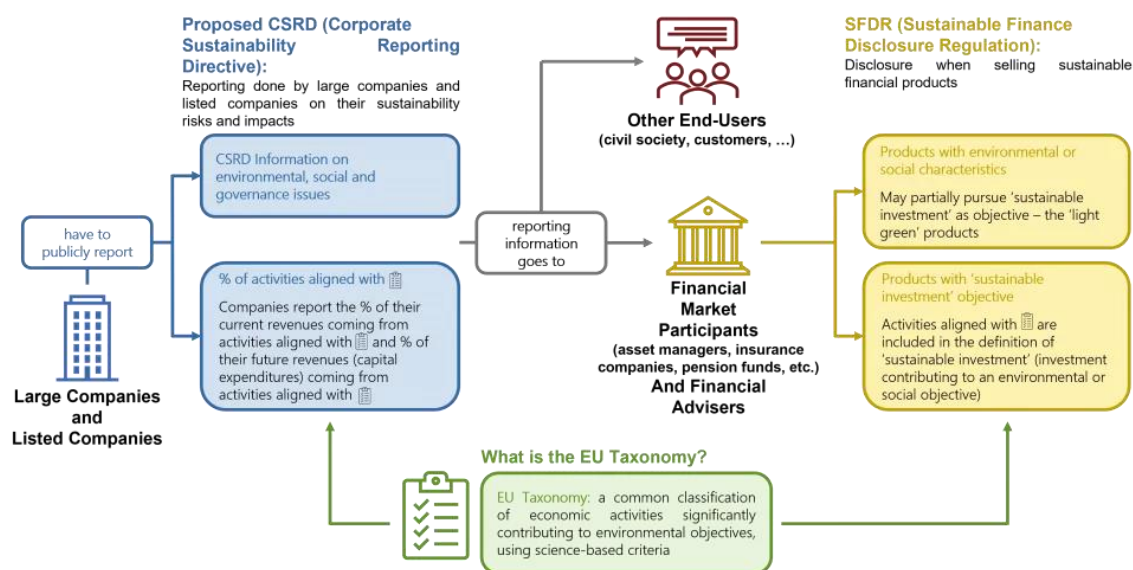 Proposed CSRD (Corporate
Sustainability Reporting
Directive):
Reporting done by large companies and
listed companies on their sustainability
risks and impacts
CSRD Information on
environmental, social and
governance issues
have to
publicly report
Large Companies
and
Listed Companies
% of activities aligned with
Companies report the % of their
current revenues coming from
activities aligned with and % of
their future revenues (capital
expenditures) coming from
activities aligned with
reporting
information
goes to
Other End-Users
(civil society, customers, …)
Financial
Market
Participants
(asset managers, insurance
companies, pension funds, etc.)
And Financial
Advisers
SFDR (Sustainable Finance
Disclosure Regulation):
Disclosure when selling sustainable
financial products
Products with environmental or
social characteristics
May partially pursue ‘sustainable
investment’ as objective – the ‘light
green’ products
Products with ‘sustainable
investment’ objective
Activities aligned with are
included in the definition of
‘sustainable investment’ (investment
contributing to an environmental or
social objective)
What is the EU Taxonomy?
EU Taxonomy: a common classification
of economic activities significantly
contributing to environmental objectives,
using science-based criteria